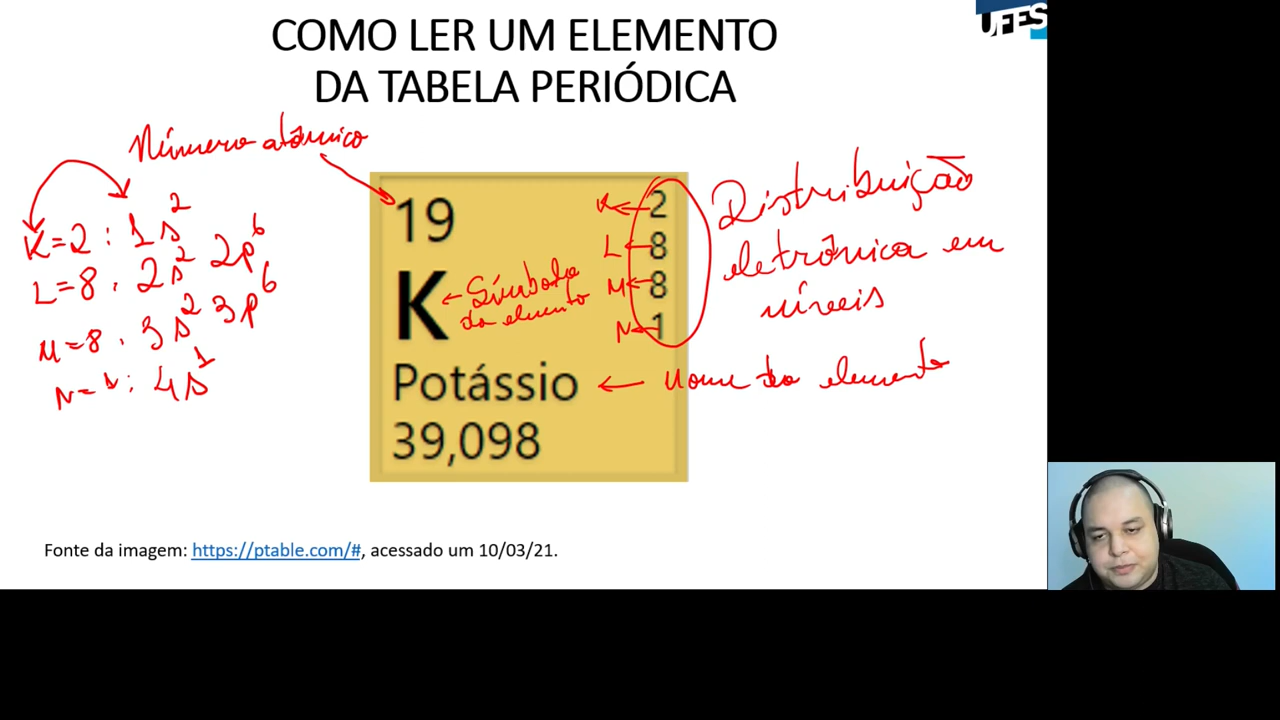 COMO LER UM ELEMENTO
DA TABELA PERIÓDICA
UFES
Número atômico
K=2 : 1s²
L=8 . 2s² 2p⁶
M=8 . 3s² 3p⁶
N=1 : 4s¹
19
K
Potássio
39,098
← Símbolo
do elemento
K ← 2
L ← 8
M ← 8
N ← 1
Distribuição
eletrônica em
níveis
← Nome do elemento
Fonte da imagem: https://ptable.com/#, acessado um 10/03/21.